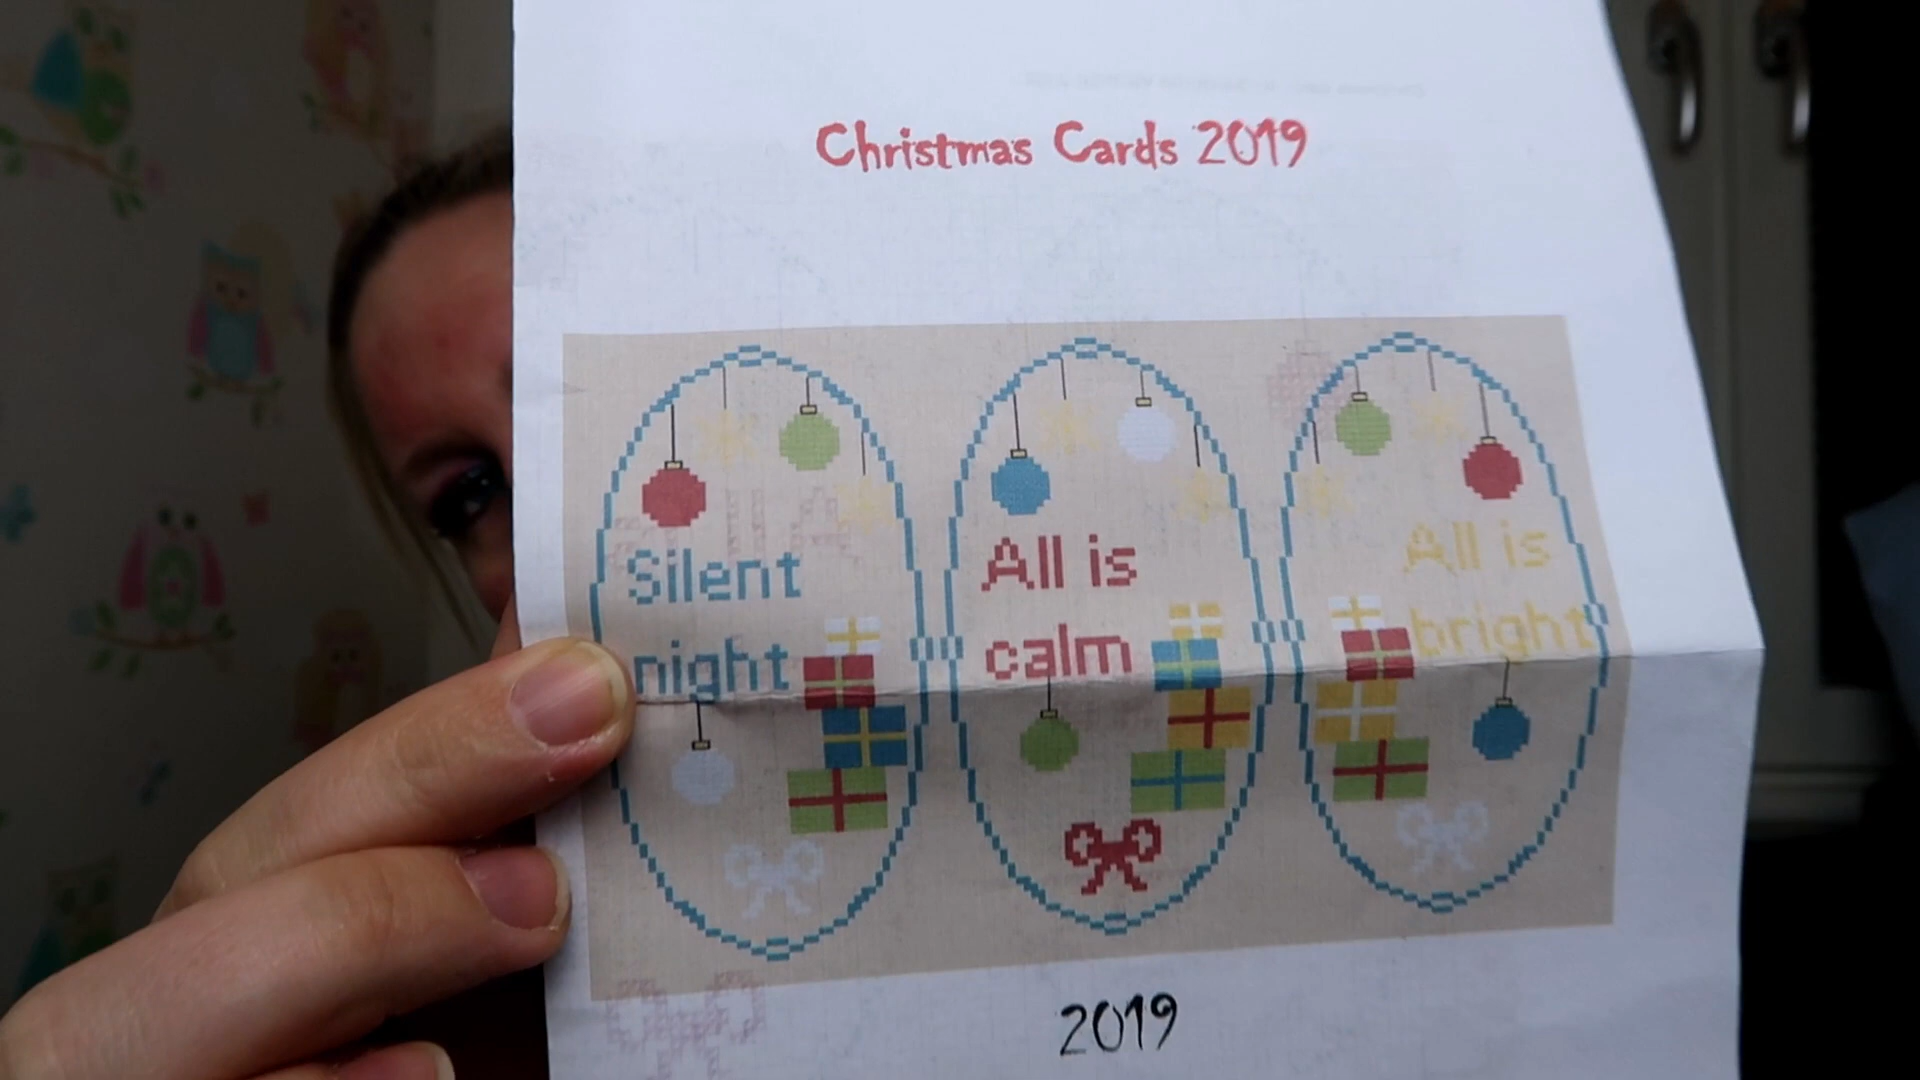 Christmas Cards 2019
Silent
night
All is
calm
All is
bright
2019